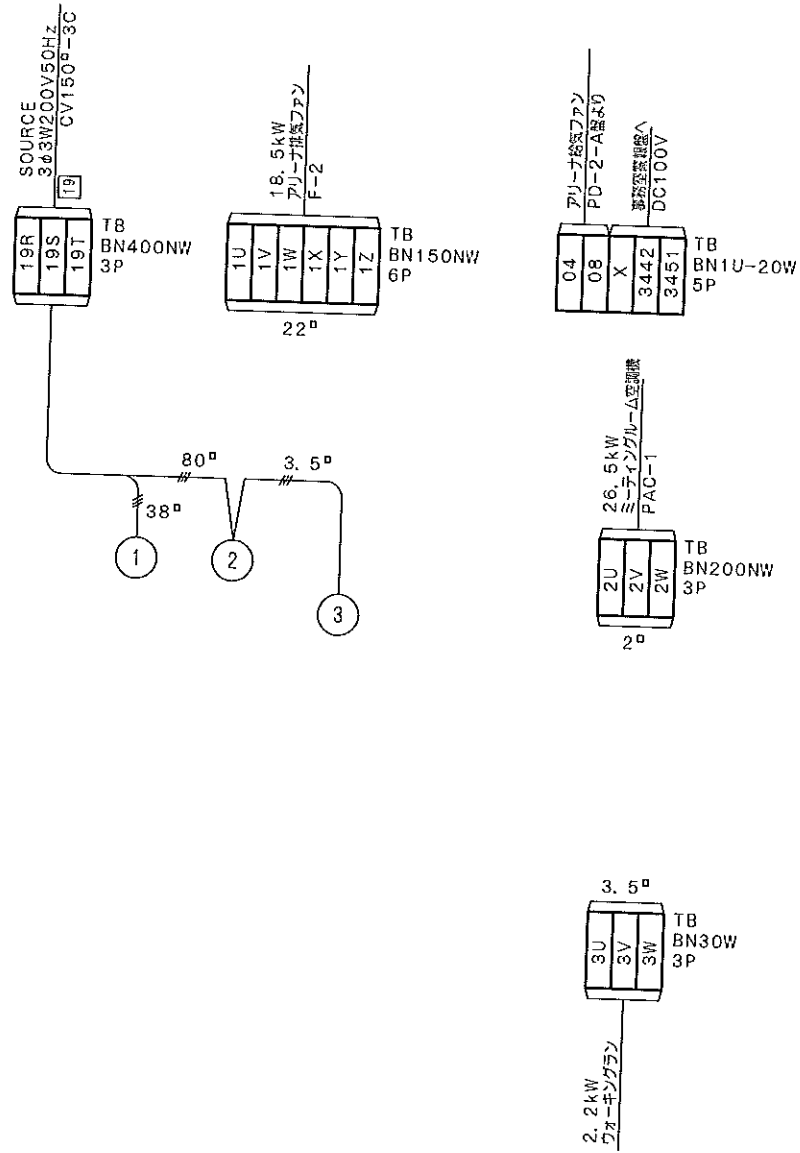 SOURCE
3φ3W200V50Hz
CV150□-3C
19
19R
19S
19T
TB
BN400NW
3P
18.5kW
アリーナ排気ファン
F-2
1U
1V
1W
1X
1Y
1Z
TB
BN150NW
6P
22□
アリーナ給気ファン
PD-2-A盤より
事務室警報盤へ
DC100V
04
08
X
3442
3451
TB
BN1U-20W
5P
80□
3.5□
38□
1
2
3
26.5kW
ミーティングルーム空調機
PAC-1
2U
2V
2W
TB
BN200NW
3P
2□
3.5□
3U
3V
3W
TB
BN30W
3P
2.2kW
ウォーキングラン